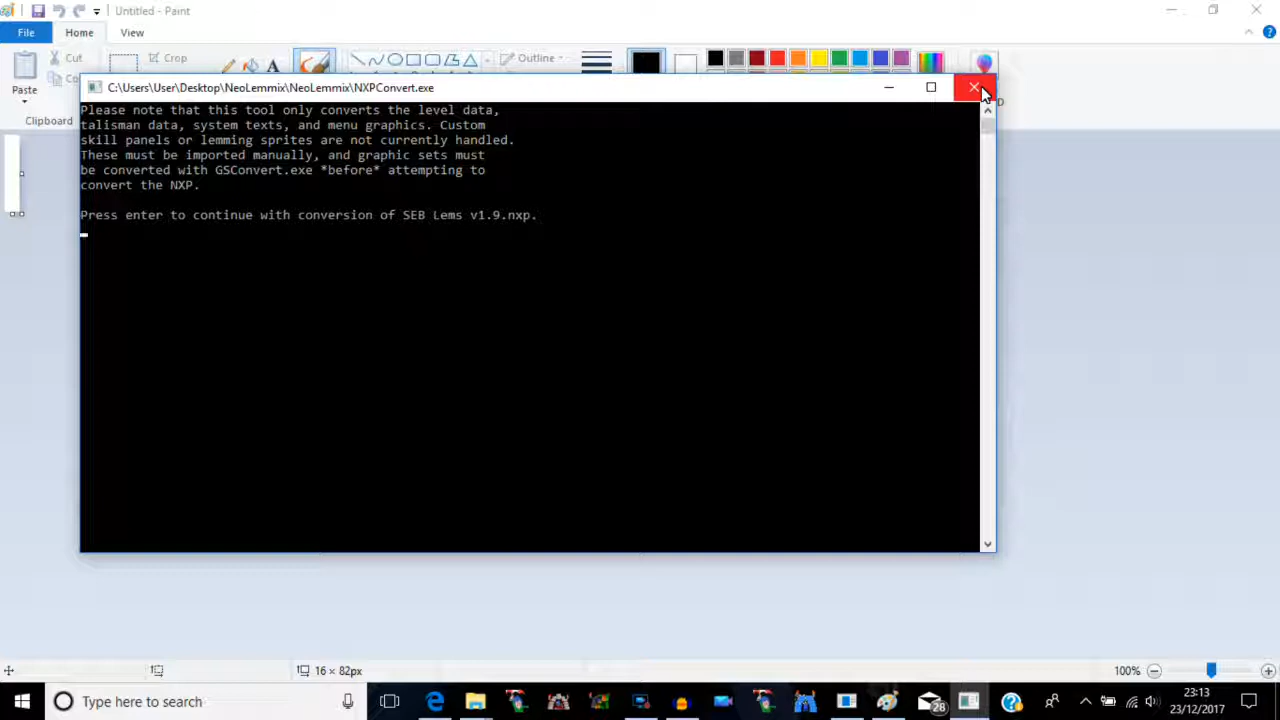 Untitled - Paint
File
Home
View
Cut
Crop
Outline
Paste
Clipboard
C:\Users\User\Desktop\NeoLemmix\NeoLemmix\NXPConvert.exe
Please note that this tool only converts the level data,
talisman data, system texts, and menu graphics. Custom
skill panels or lemming sprites are not currently handled.
These must be imported manually, and graphic sets must
be converted with GSConvert.exe *before* attempting to
convert the NXP.
Press enter to continue with conversion of SEB Lems v1.9.nxp.
16 × 82px
100%
Type here to search
28
23:13
23/12/2017